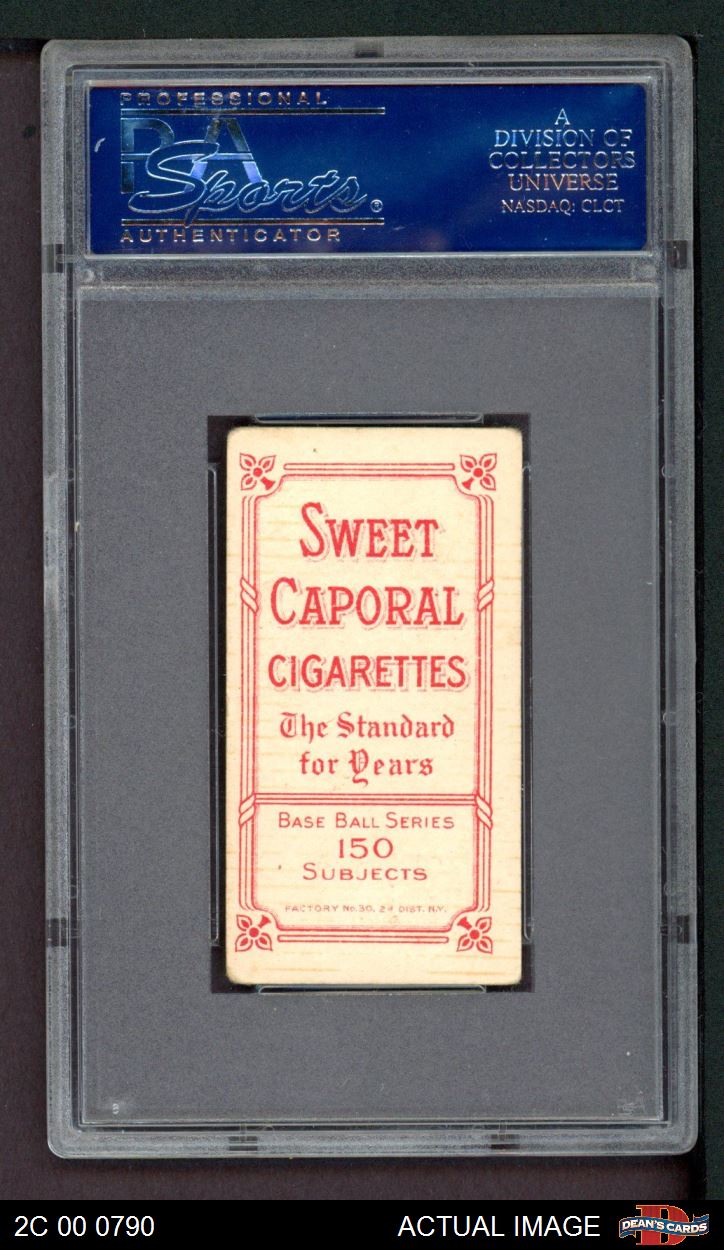 PROFESSIONAL
PSA
Sports®
AUTHENTICATOR
A
DIVISION OF
COLLECTORS
UNIVERSE
NASDAQ: CLCT
SWEET
CAPORAL
CIGARETTES
The Standard
for Years
BASE BALL SERIES
150
SUBJECTS
FACTORY No. 30, 2d DIST. N.Y.
2C 00 0790
ACTUAL IMAGE
D
DEAN'S CARDS